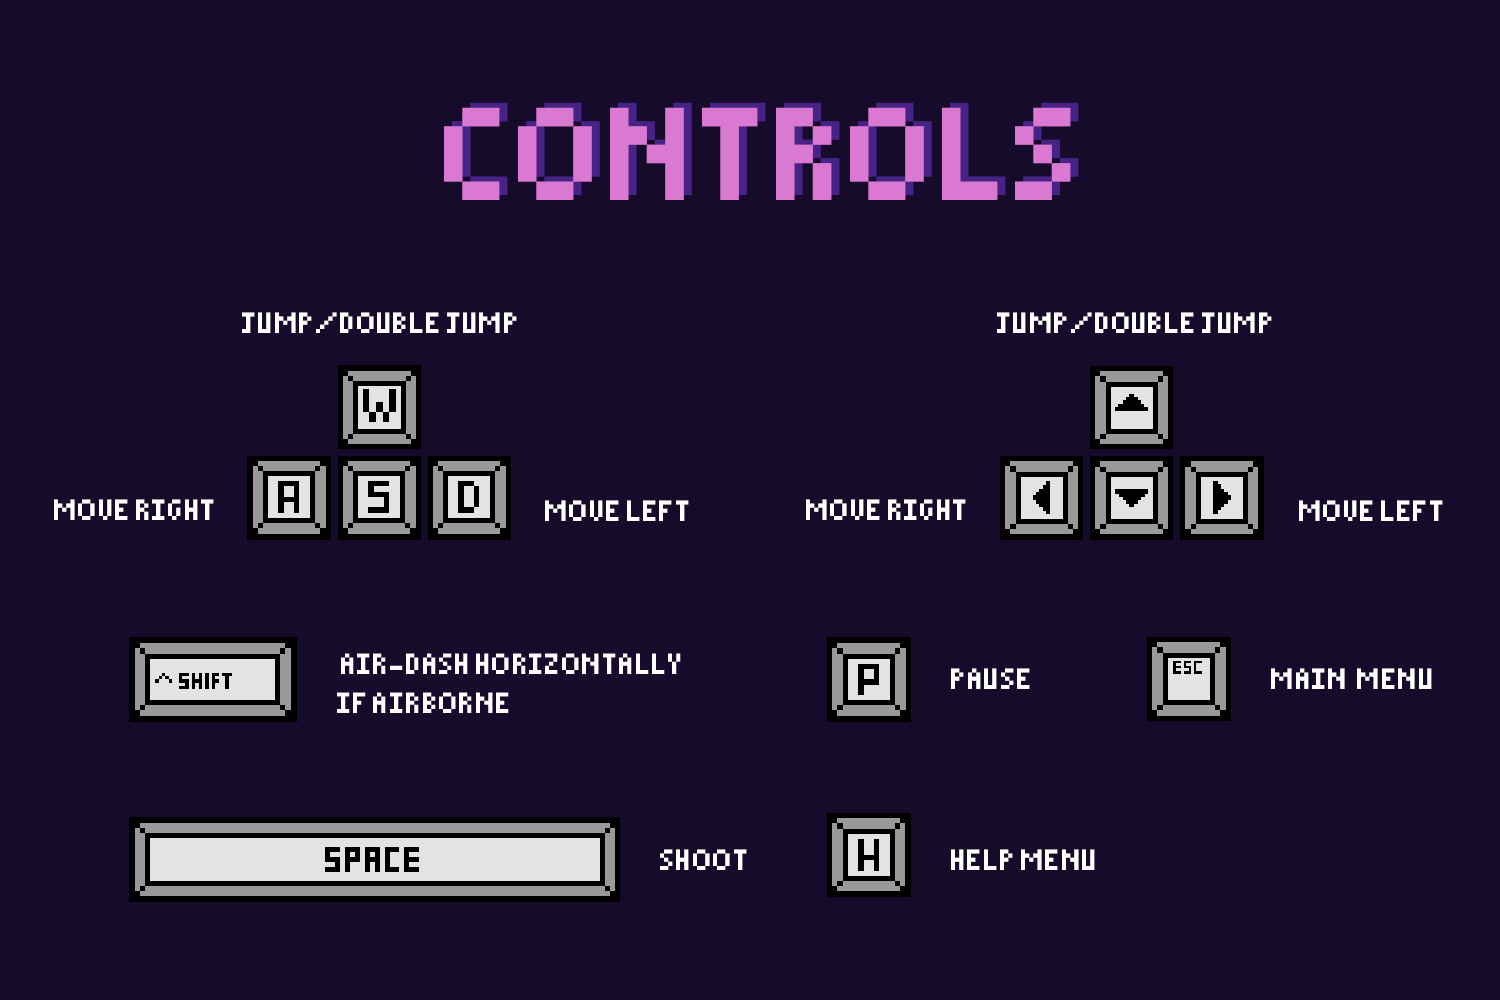 CONTROLS
JUMP/DOUBLE JUMP
W
MOVE RIGHT A S D MOVE LEFT
JUMP/DOUBLE JUMP
MOVE RIGHT MOVE LEFT
^ SHIFT
AIR-DASH HORIZONTALLY
IF AIRBORNE
P PAUSE
ESC MAIN MENU
SPACE SHOOT
H HELP MENU